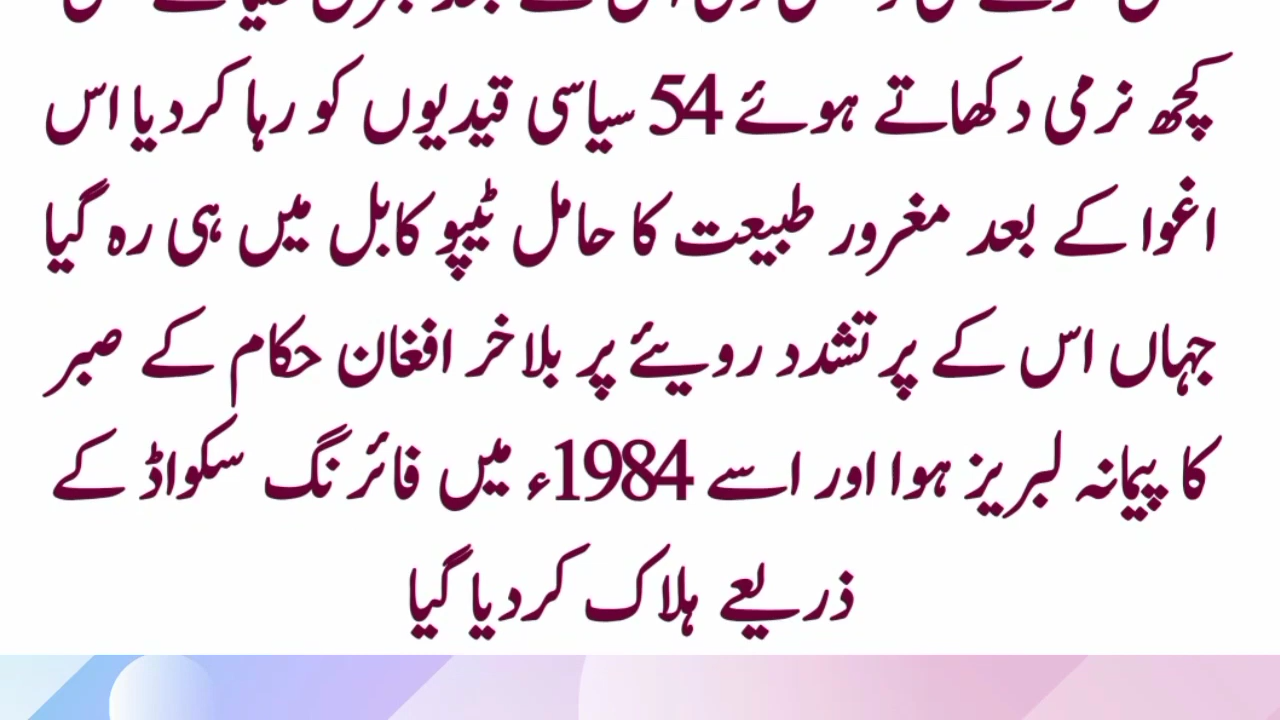 کچھ نرمی دکھاتے ہوئے 54 سیاسی قیدیوں کو رہا کردیا اس
اغوا کے بعد مغرور طبیعت کا حامل ٹیپو کابل میں ہی رہ گیا
جہاں اس کے پر تشدد رویئے پر بلاخر افغان حکام کے صبر
کا پیمانہ لبریز ہوا اور اسے 1984ء میں فائرنگ سکواڈ کے
ذریعے ہلاک کردیا گیا